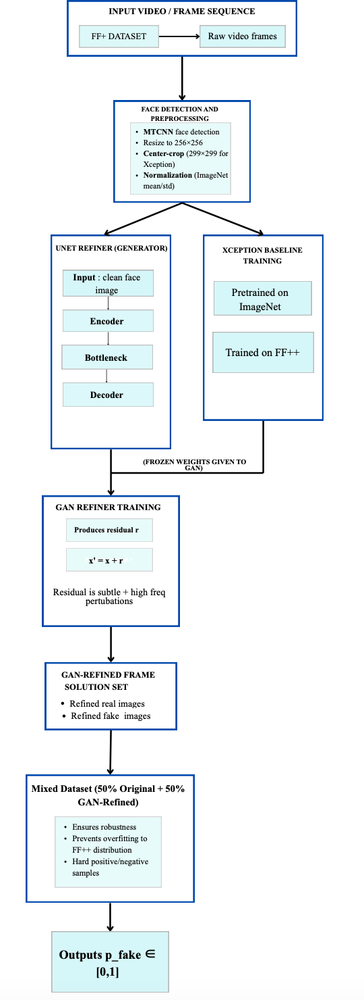 INPUT VIDEO / FRAME SEQUENCE
FF+ DATASET
Raw video frames
FACE DETECTION AND
PREPROCESSING
• MTCNN face detection
• Resize to 256×256
• Center-crop (299×299 for
Xception)
• Normalization (ImageNet
mean/std)
UNET REFINER (GENERATOR)
Input : clean face
image
Encoder
Bottleneck
Decoder
XCEPTION BASELINE
TRAINING
Pretrained on
ImageNet
Trained on FF++
(FROZEN WEIGHTS GIVEN TO
GAN)
GAN REFINER TRAINING
Produces residual r
x' = x + r
Residual is subtle + high freq
pertubations
GAN-REFINED FRAME
SOLUTION SET
• Refined real images
• Refined fake images
Mixed Dataset (50% Original + 50%
GAN-Refined)
• Ensures robustness
• Prevents overfitting to
FF++ distribution
• Hard positive/negative
samples
Outputs p_fake ∈
[0,1]